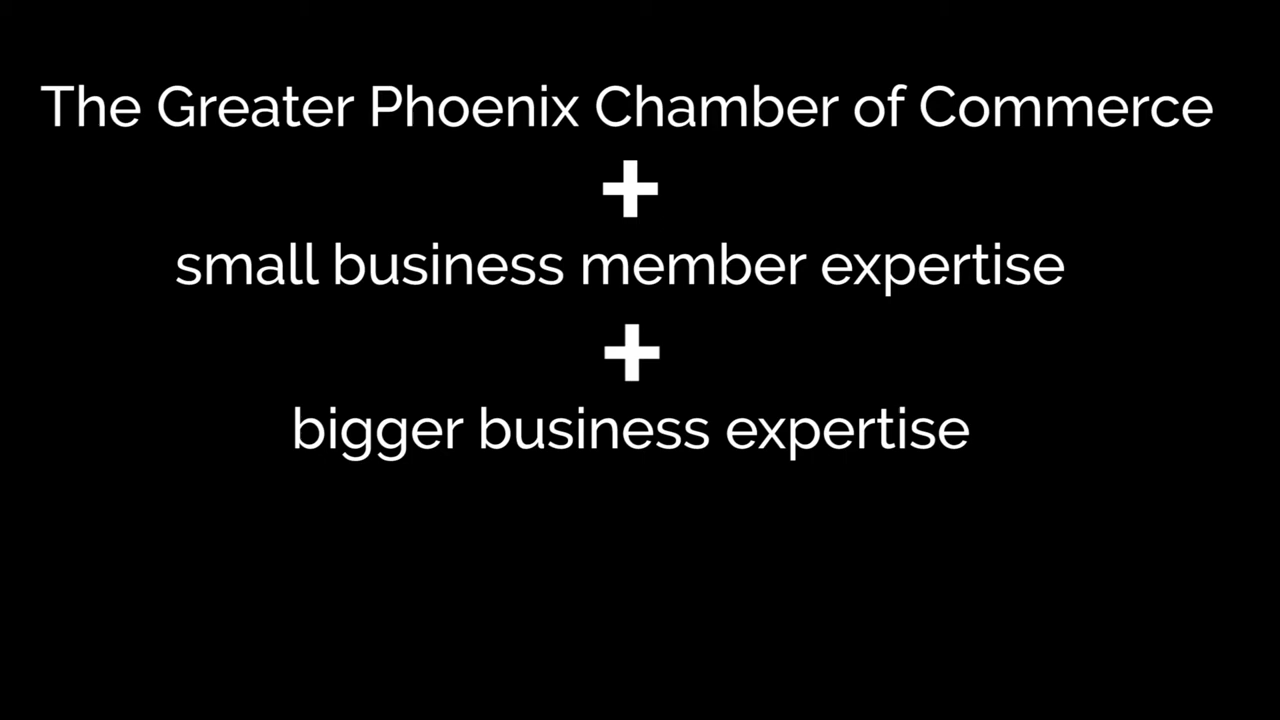 The Greater Phoenix Chamber of Commerce
+
small business member expertise
+
bigger business expertise